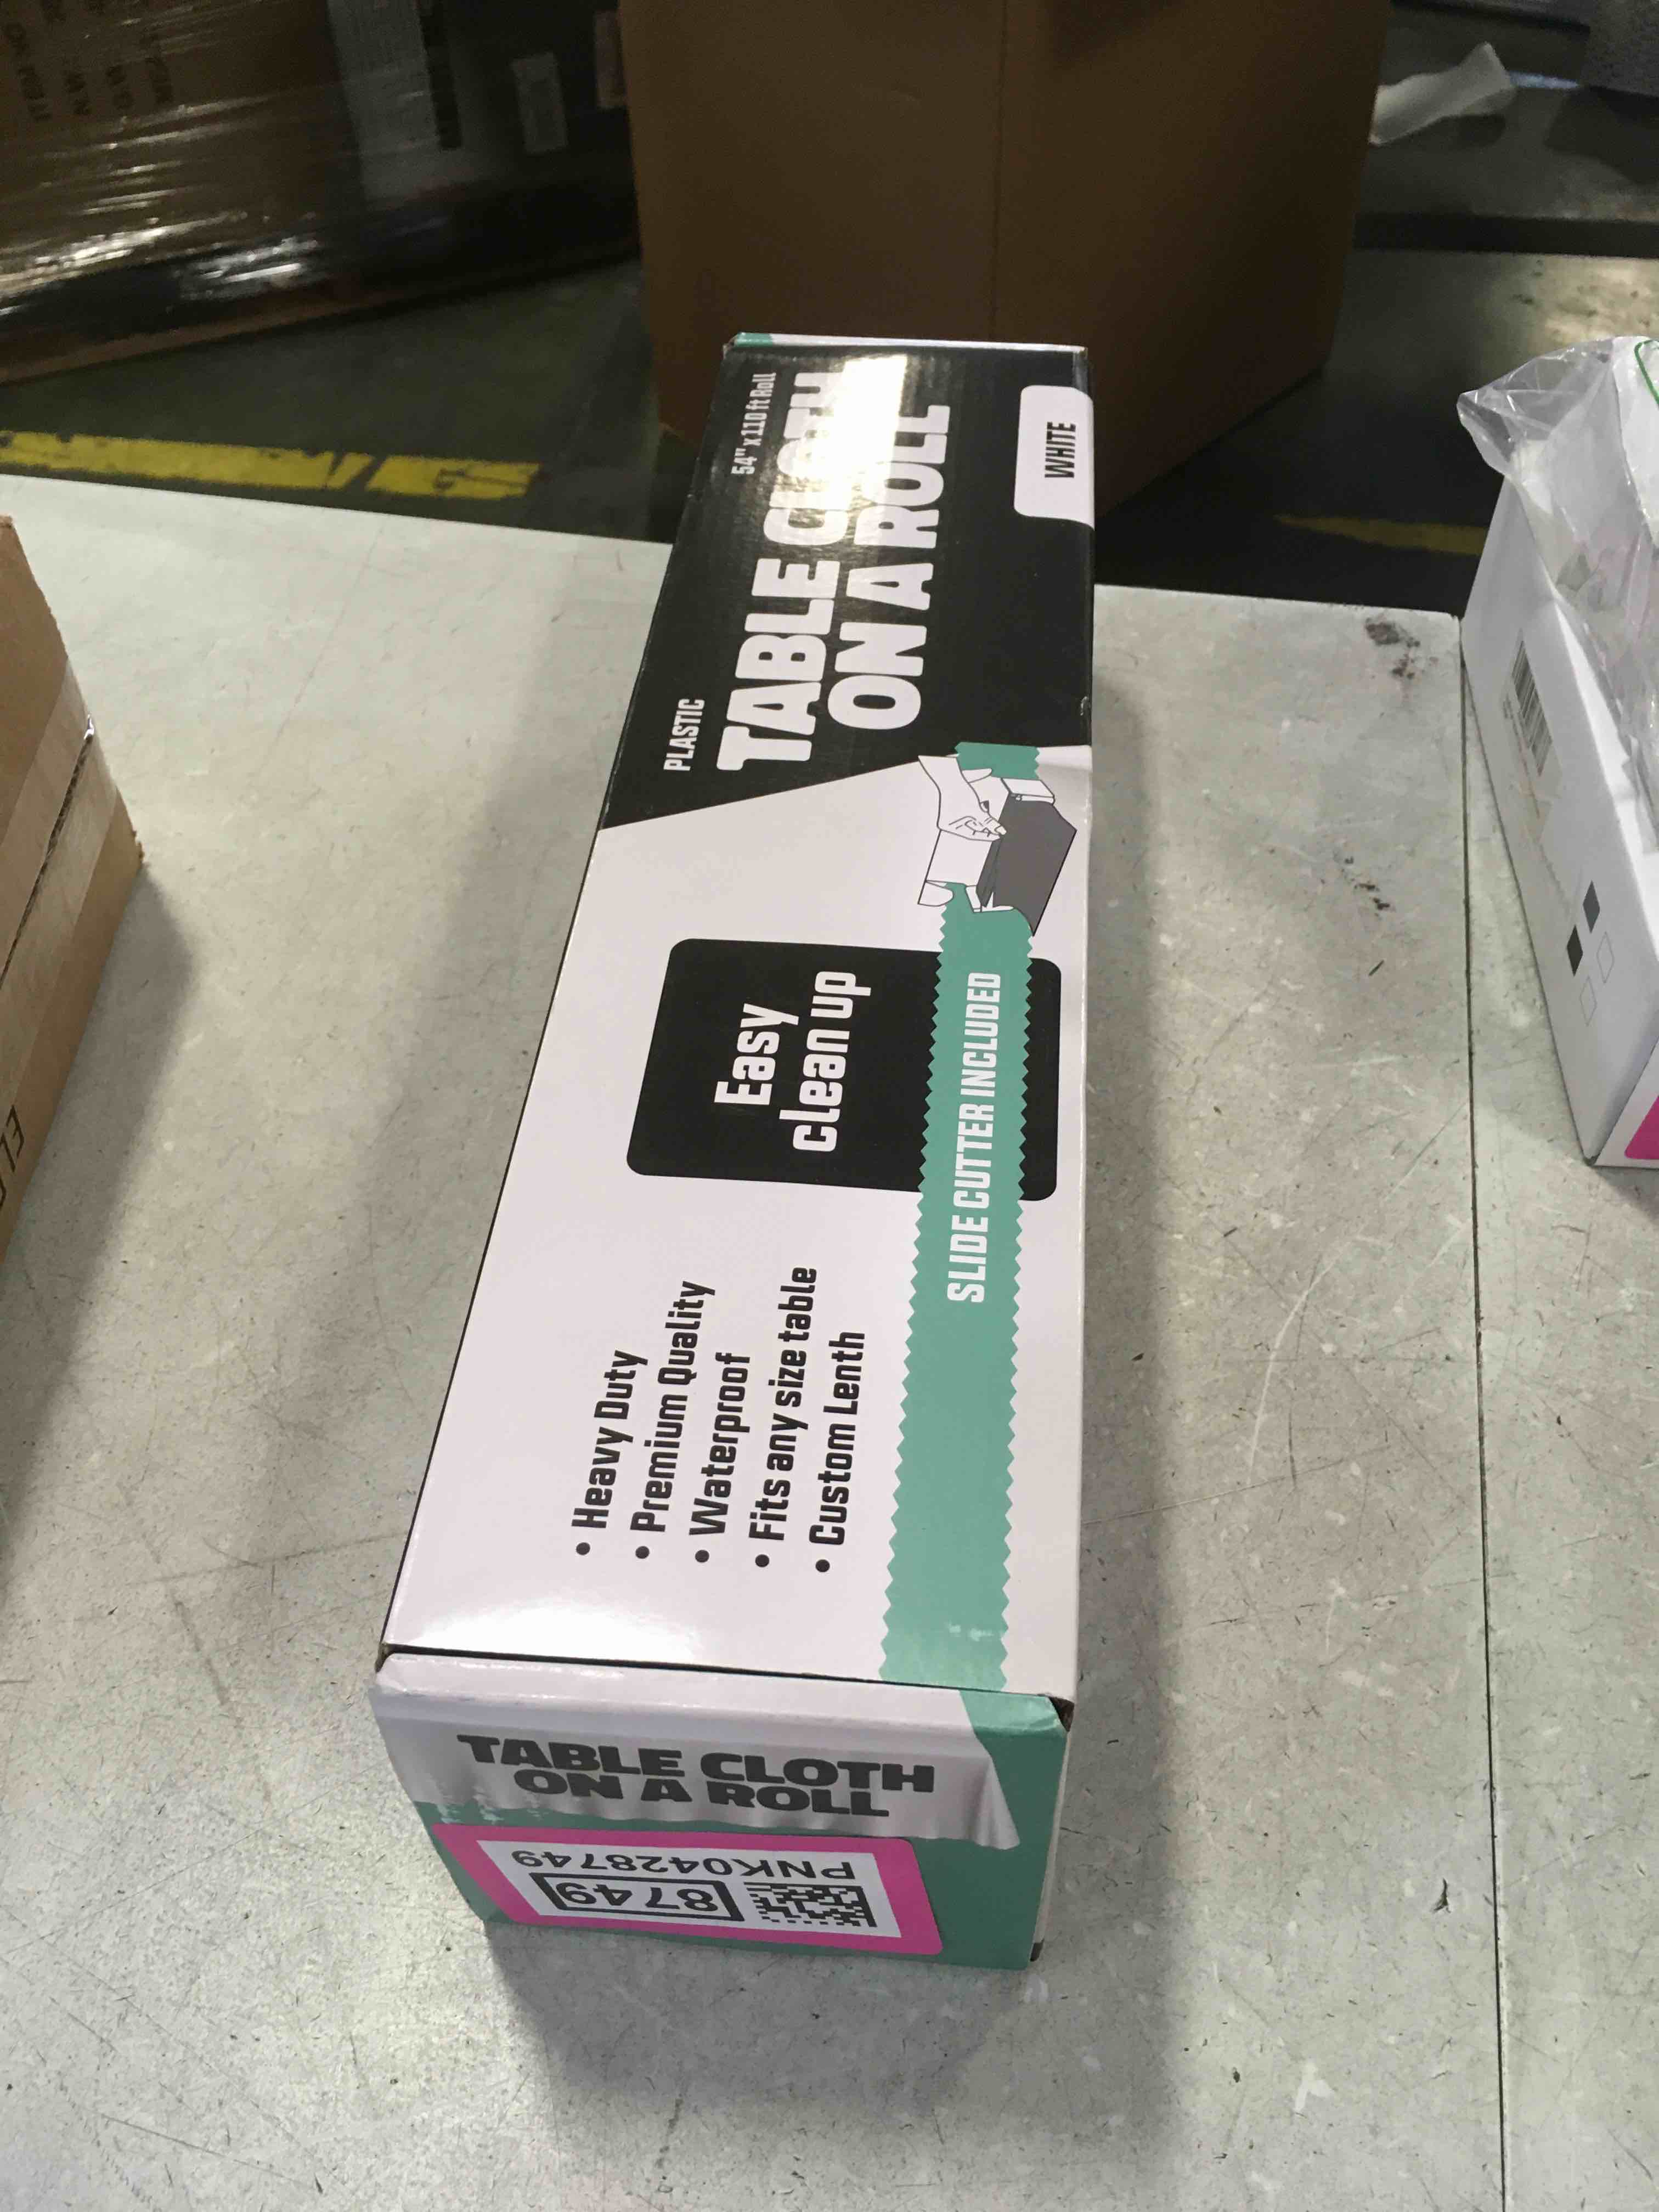 PLASTIC
54" x 110 ft Roll
TABLE CLOTH
ON A ROLL
WHITE
Easy
clean up
SLIDE CUTTER INCLUDED
• Heavy Duty
• Premium Quality
• Waterproof
• Fits any size table
• Custom Lenth
TABLE CLOTH
ON A ROLL
8749
PNK0428749